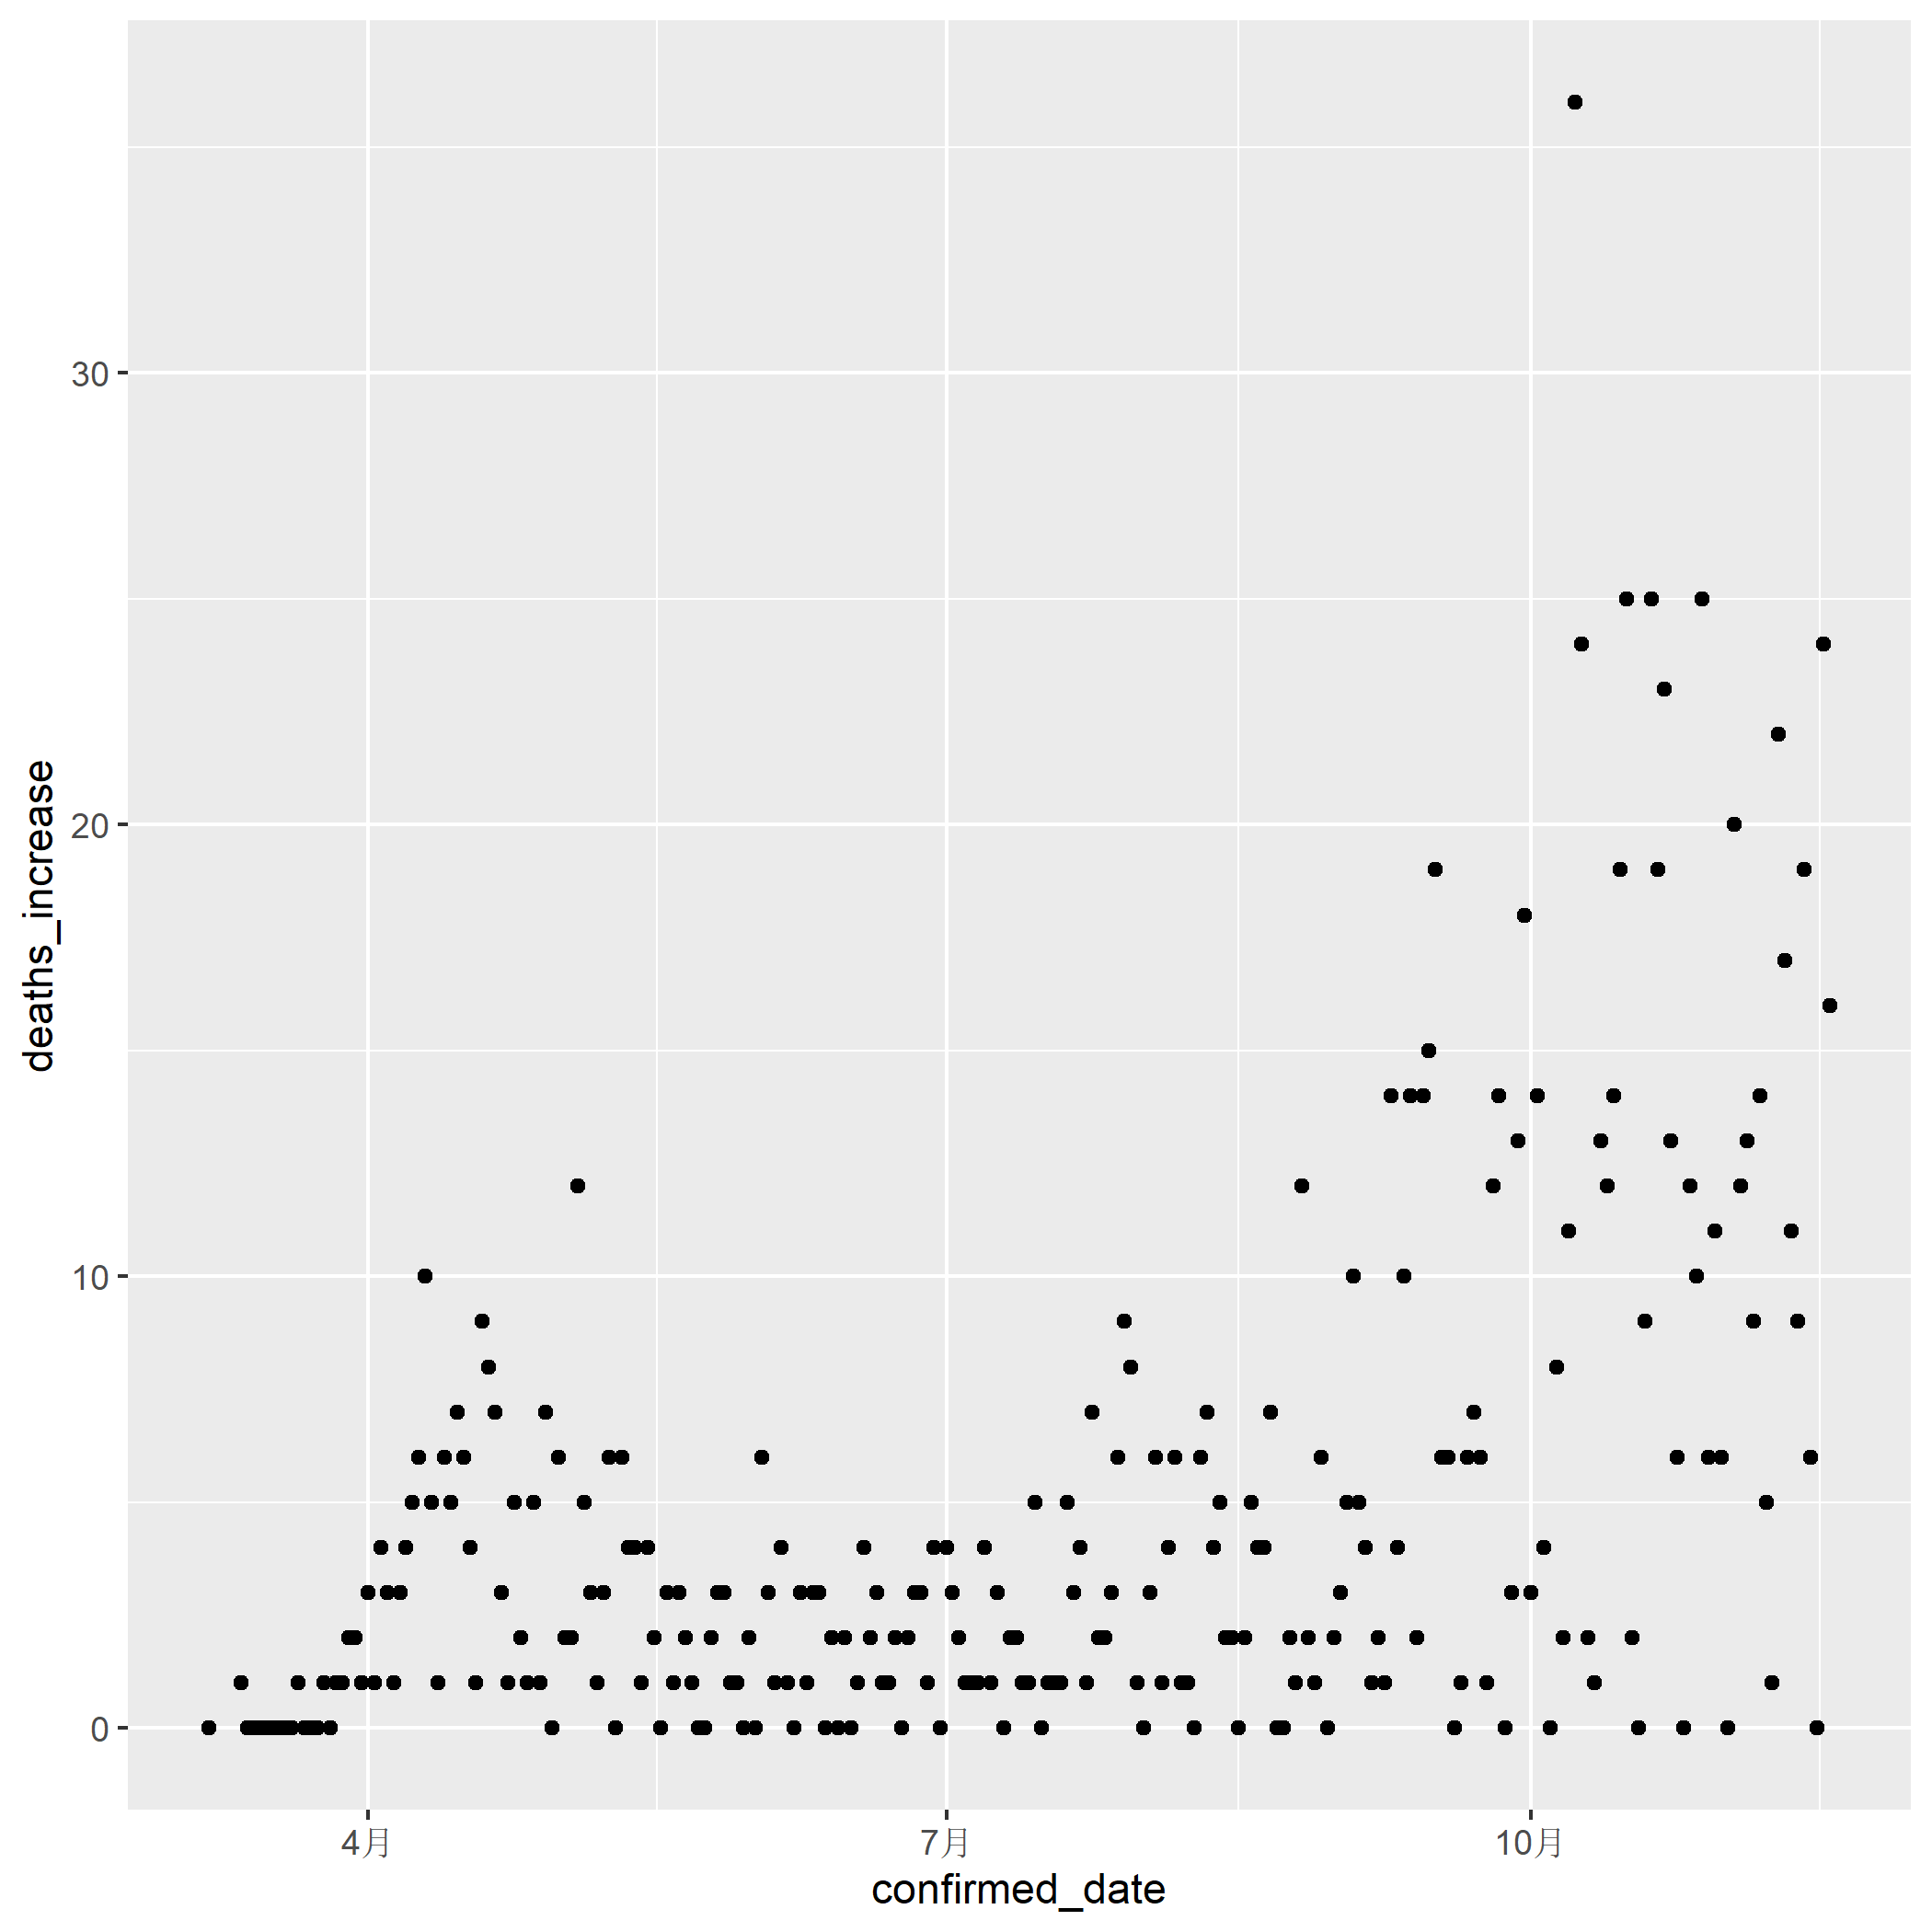 deaths_increase
30
20
10
0
4月
7月
10月
confirmed_date